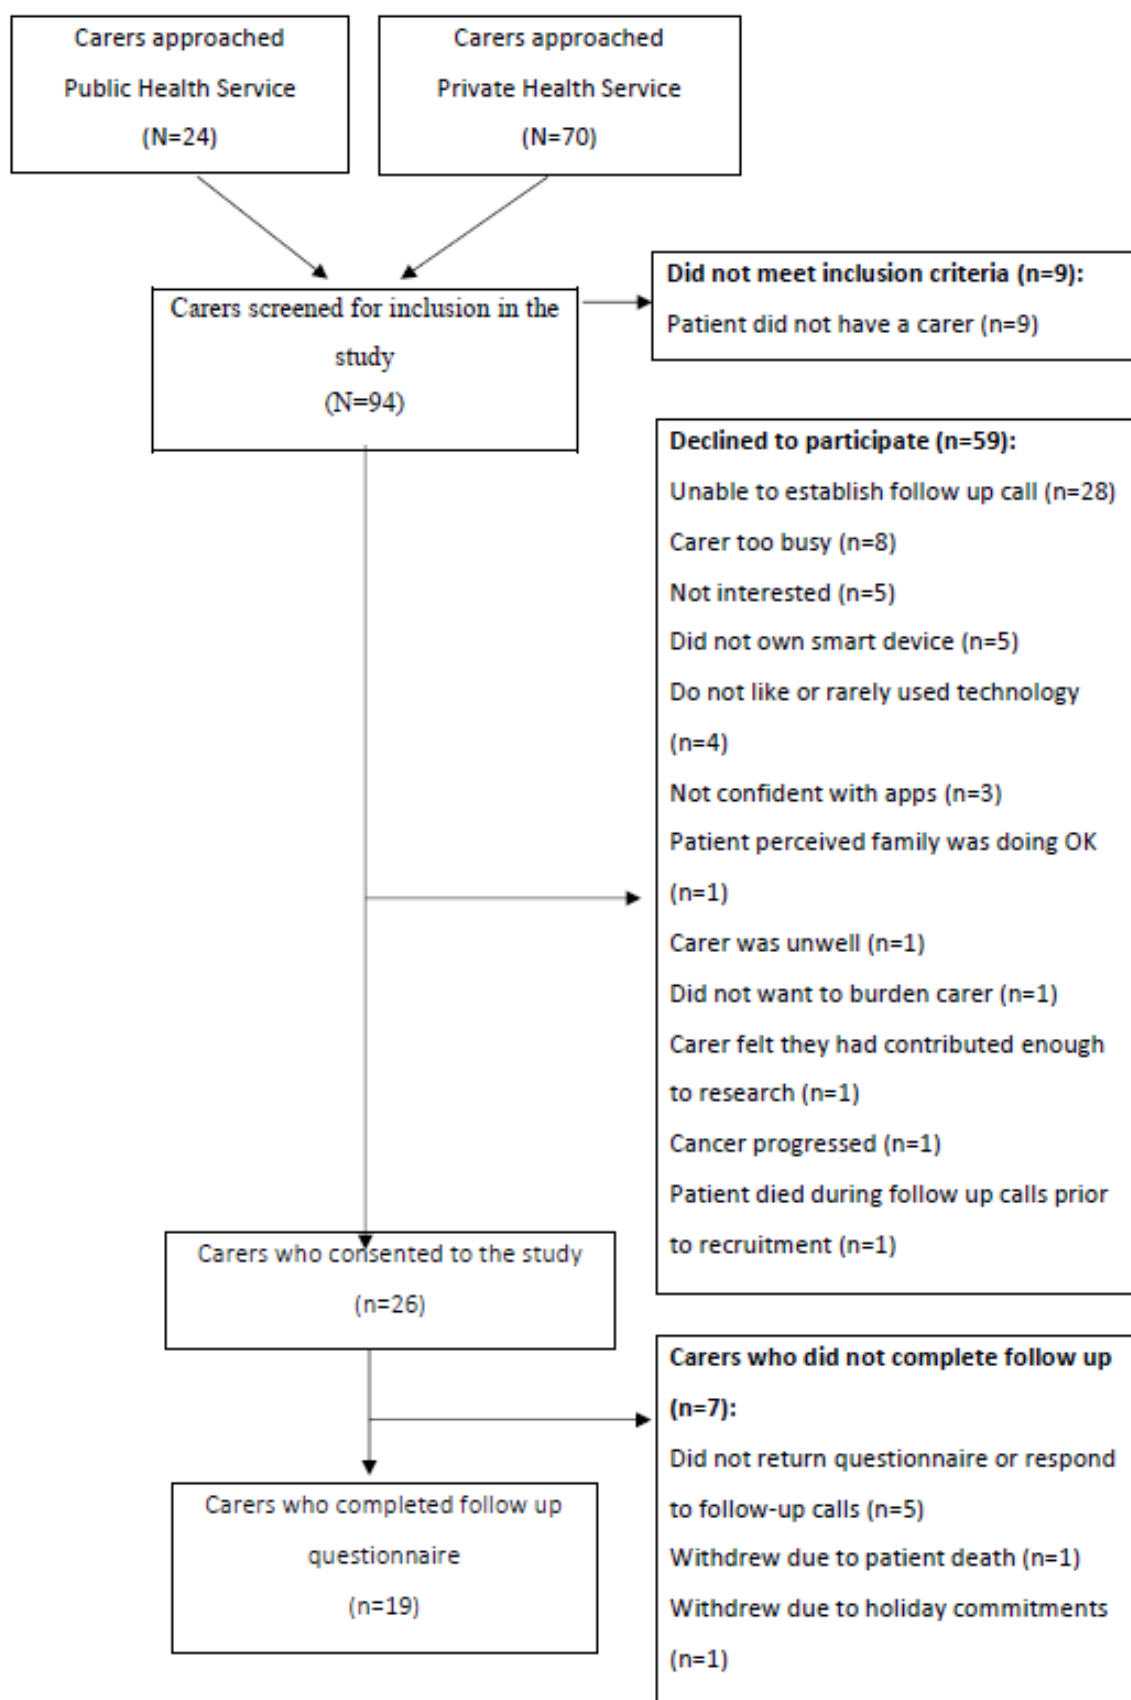 Carers approached
Public Health Service
(N=24)
Carers approached
Private Health Service
(N=70)
Carers screened for inclusion in the
study
(N=94)
Did not meet inclusion criteria (n=9):
Patient did not have a carer (n=9)
Declined to participate (n=59):
Unable to establish follow up call (n=28)
Carer too busy (n=8)
Not interested (n=5)
Did not own smart device (n=5)
Do not like or rarely used technology
(n=4)
Not confident with apps (n=3)
Patient perceived family was doing OK
(n=1)
Carer was unwell (n=1)
Did not want to burden carer (n=1)
Carer felt they had contributed enough
to research (n=1)
Cancer progressed (n=1)
Patient died during follow up calls prior
to recruitment (n=1)
Carers who consented to the study
(n=26)
Carers who did not complete follow up
(n=7):
Did not return questionnaire or respond
to follow-up calls (n=5)
Withdrew due to patient death (n=1)
Withdrew due to holiday commitments
(n=1)
Carers who completed follow up
questionnaire
(n=19)